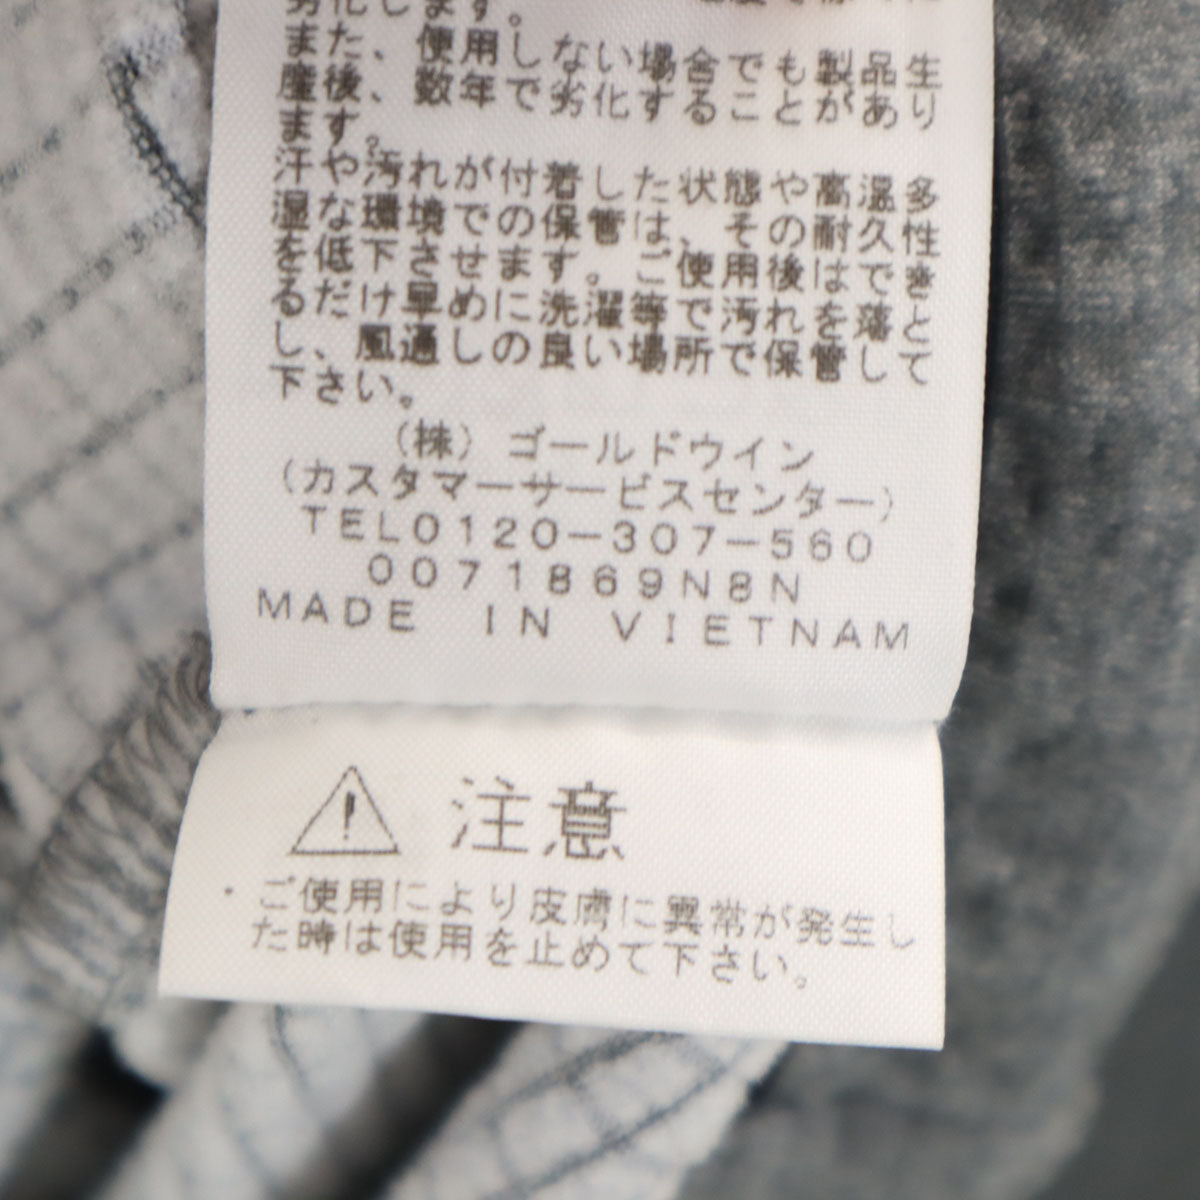 劣化します。
また、使用しない場合でも製品生
産後、数年で劣化することがあり
ます。
汗や汚れが付着した状態や高温多
湿な環境での保管は、その耐久性
を低下させます。ご使用後はできき
るだけ早めに洗濯等で汚れを落と
し、風通しの良い場所で保管して
下さい。
(株)ゴールドウイン
(カスタマーサービスセンター)
TEL0120-307-560
0071869N8N
MADE IN VIETNAM
注意
・ご使用により皮膚に異常が発生し
た時は使用を止めて下さい。